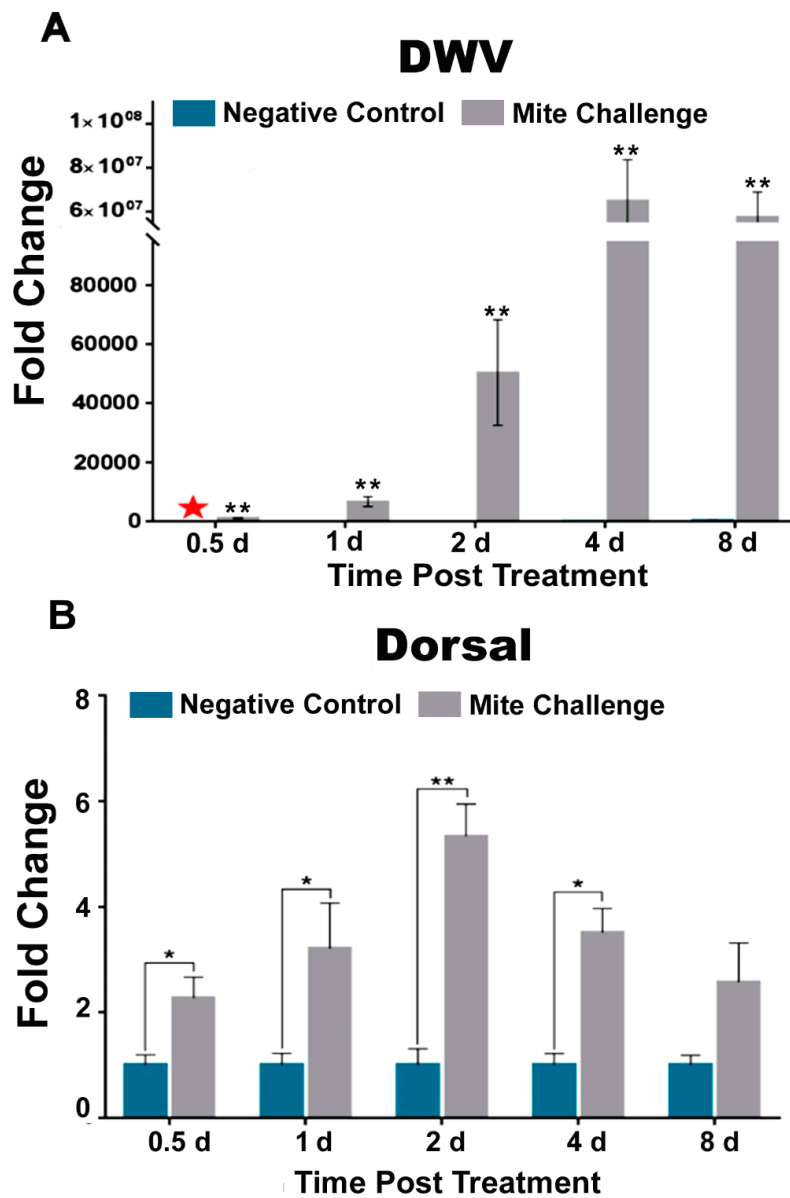 A
DWV
Negative Control Mite Challenge
Fold Change
1× 10⁰⁸
8× 10⁰⁷
6× 10⁰⁷
80000
60000
40000
20000
0
** ** ** ** **
0.5 d 1 d 2 d 4 d 8 d
Time Post Treatment
B
Dorsal
Negative Control Mite Challenge
Fold Change
8
6
4
2
0
* * ** *
0.5 d 1 d 2 d 4 d 8 d
Time Post Treatment